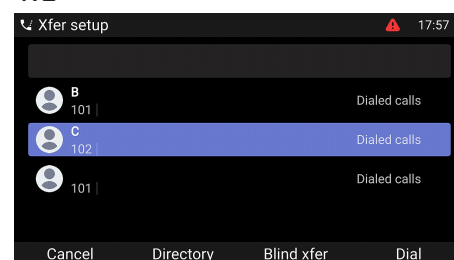 Xfer setup 17:57
B
101 Dialed calls
C
102 Dialed calls
101 Dialed calls
Cancel Directory Blind xfer Dial